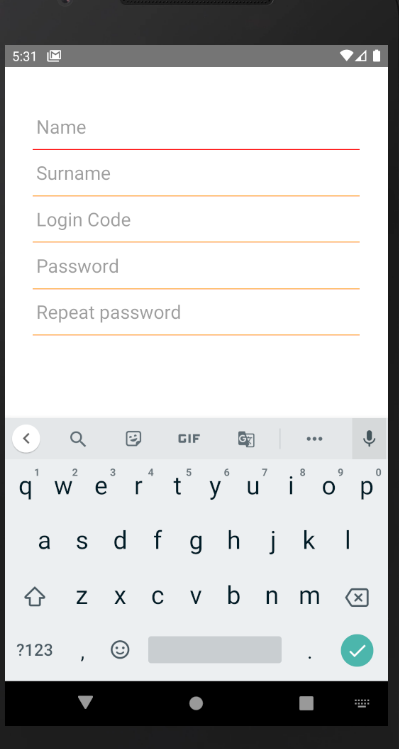 5:31
Name
Surname
Login Code
Password
Repeat password
GIF
1 2 3 4 5 6 7 8 9 0
q w e r t y u i o p
a s d f g h j k l
z x c v b n m
?123 , .